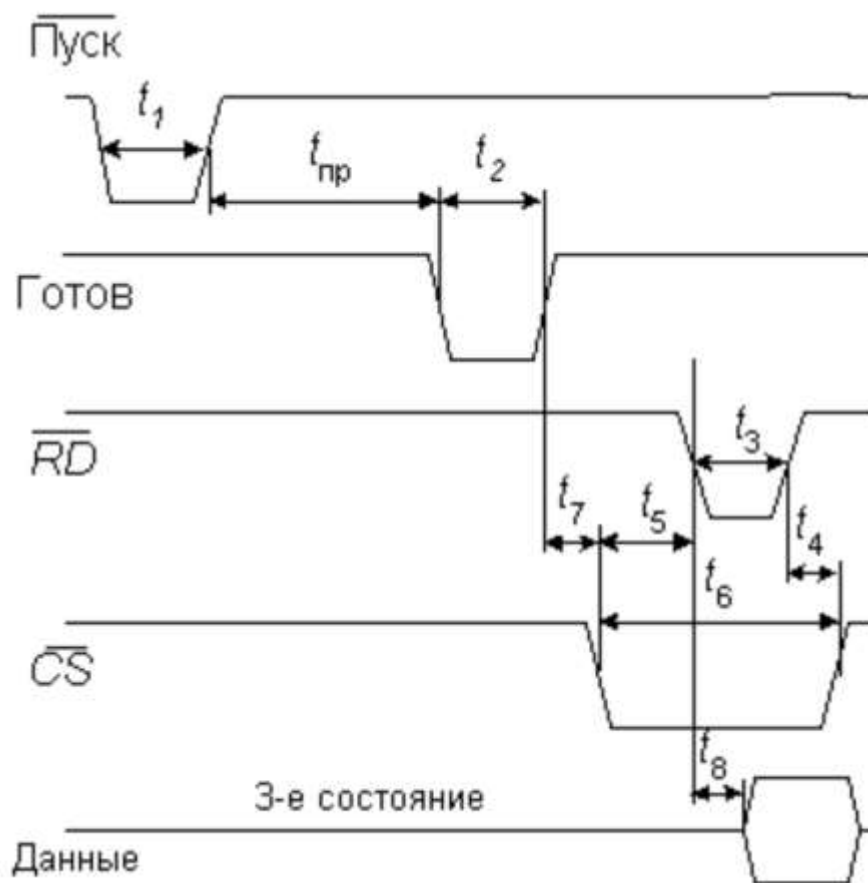 Пуск
t1
tпр
t2
Готов
RD
t3
t7
t5
t4
t6
CS
t8
3-е состояние
Данные